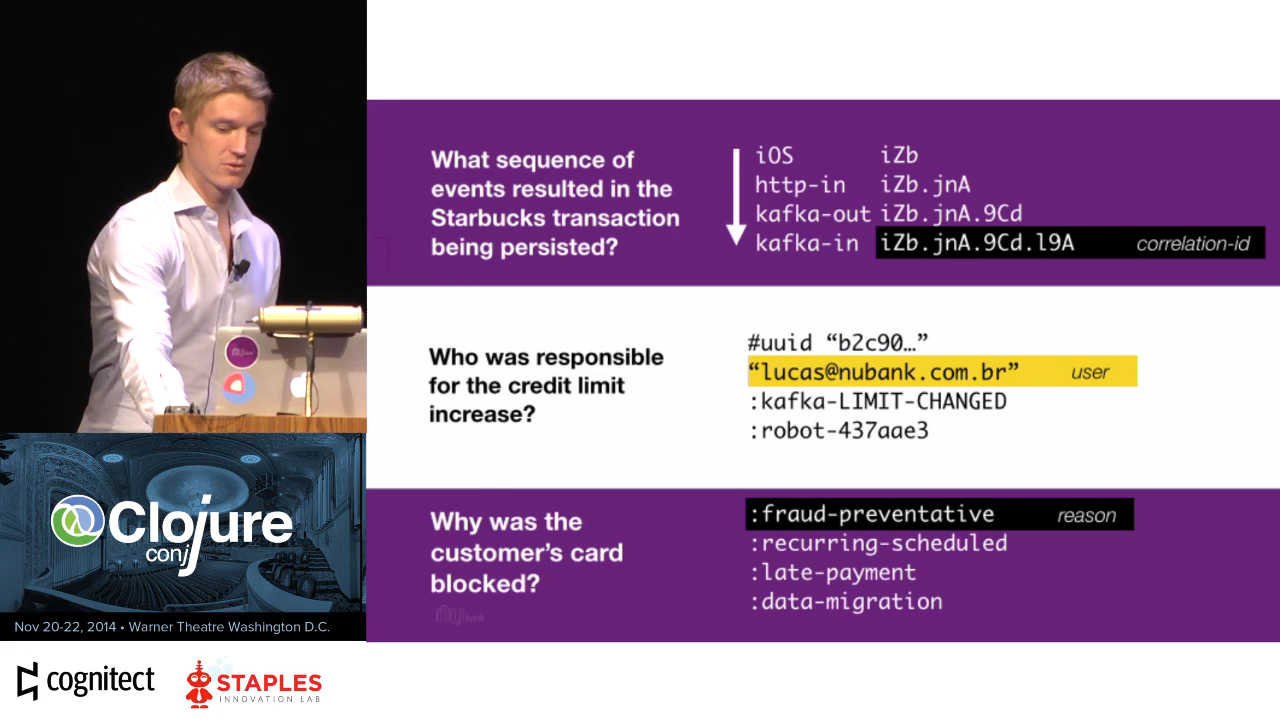 What sequence of
events resulted in the
Starbucks transaction
being persisted?
iOS iZb
http-in iZb.jnA
kafka-out iZb.jnA.9Cd
kafka-in iZb.jnA.9Cd.l9A correlation-id
Who was responsible
for the credit limit
increase?
#uuid “b2c90…”
“lucas@nubank.com.br” user
:kafka-LIMIT-CHANGED
:robot-437aae3
Why was the
customer’s card
blocked?
:fraud-preventative reason
:recurring-scheduled
:late-payment
:data-migration
Clojure
conj
Nov 20-22, 2014 • Warner Theatre Washington D.C.
cognitect
STAPLES
INNOVATION LAB